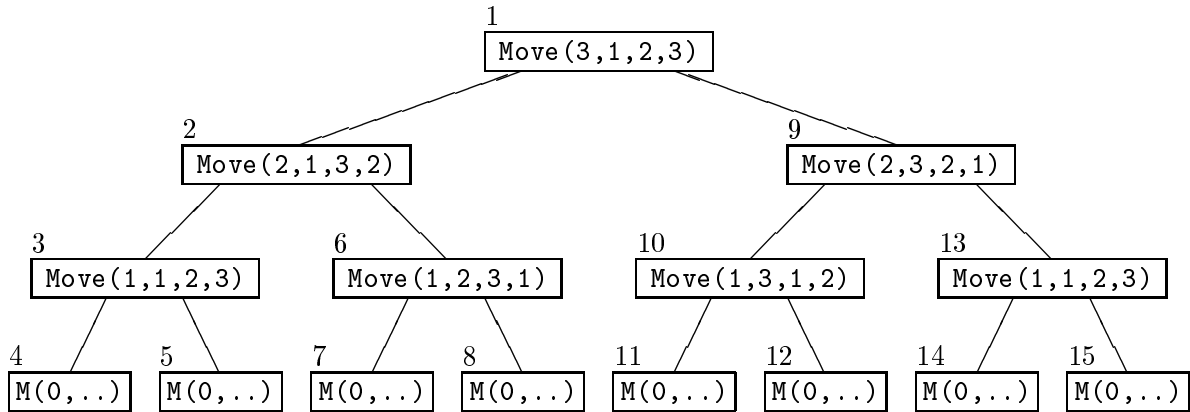 1
Move(3,1,2,3)
2 9
Move(2,1,3,2) Move(2,3,2,1)
3 6 10 13
Move(1,1,2,3) Move(1,2,3,1) Move(1,3,1,2) Move(1,1,2,3)
4 5 7 8 11 12 14 15
M(0,..) M(0,..) M(0,..) M(0,..) M(0,..) M(0,..) M(0,..) M(0,..)